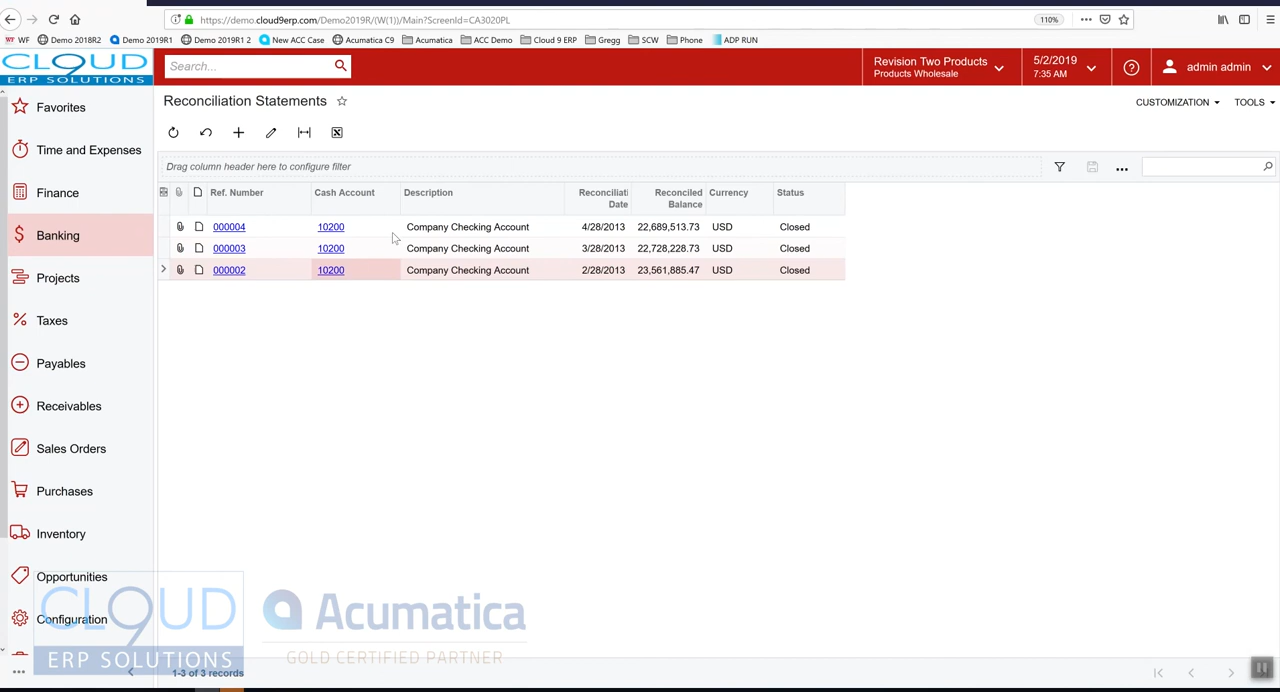 https://demo.cloud9erp.com/Demo2019R/(W(1))/Main?ScreenId=CA3020PL
110%
WF Demo 2018R2 Demo 2019R1 Demo 2019R1 2 New ACC Case Acumatica C9 Acumatica ACC Demo Cloud 9 ERP Gregg SCW Phone ADP RUN
CLOUD
ERP SOLUTIONS
Search...
Revision Two Products
Products Wholesale
5/2/2019
7:35 AM
admin admin
Favorites
Time and Expenses
Finance
Banking
Projects
Taxes
Payables
Receivables
Sales Orders
Purchases
Inventory
Opportunities
Configuration
Reconciliation Statements
CUSTOMIZATION TOOLS
Drag column header here to configure filter
Ref. Number Cash Account Description Reconciliati Date Reconciled Balance Currency Status
000004 10200 Company Checking Account 4/28/2013 22,689,513.73 USD Closed
000003 10200 Company Checking Account 3/28/2013 22,728,228.73 USD Closed
000002 10200 Company Checking Account 2/28/2013 23,561,885.47 USD Closed
CLOUD
ERP SOLUTIONS
Acumatica
GOLD CERTIFIED PARTNER
1-3 of 3 records